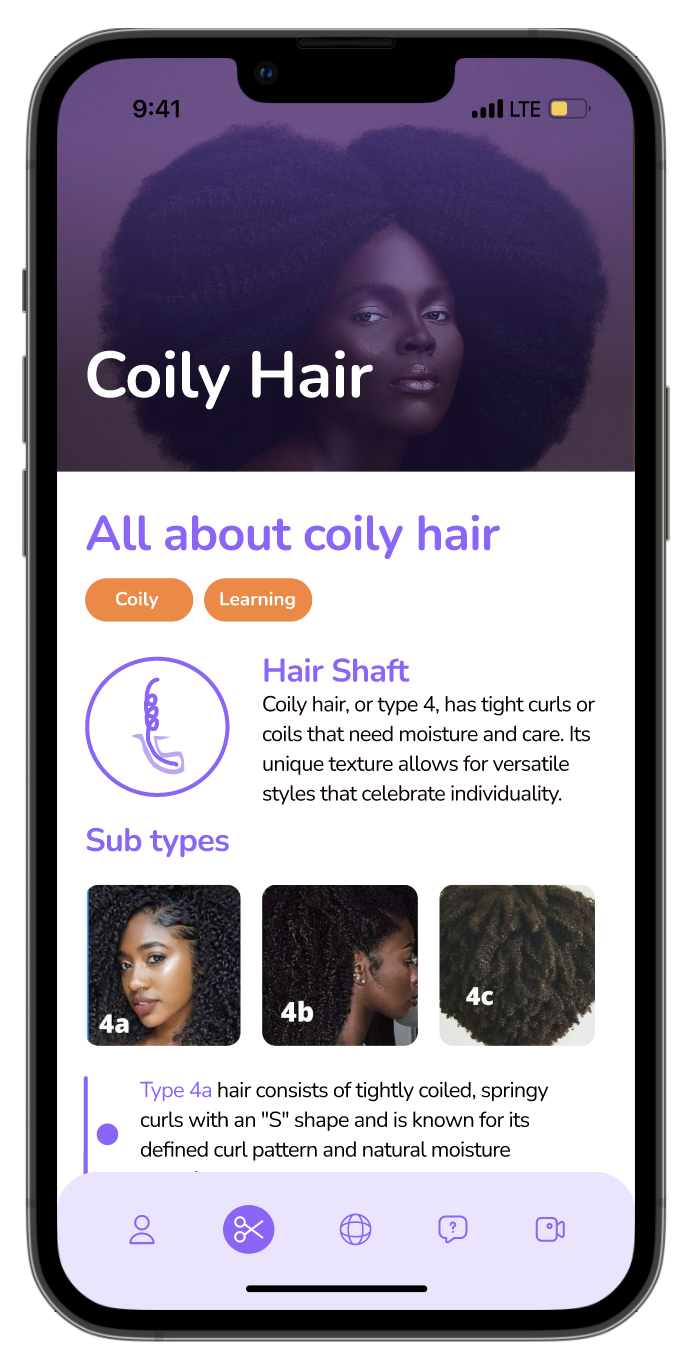 9:41
LTE
Coily Hair
All about coily hair
Coily
Learning
Hair Shaft
Coily hair, or type 4, has tight curls or
coils that need moisture and care. Its
unique texture allows for versatile
styles that celebrate individuality.
Sub types
4a
4b
4c
Type 4a hair consists of tightly coiled, springy
curls with an "S" shape and is known for its
defined curl pattern and natural moisture
?